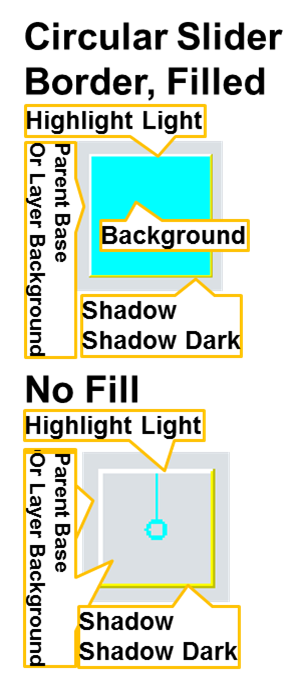 Circular Slider
Border, Filled
Highlight Light
Parent Base
Or Layer Background
Background
Shadow
Shadow Dark
No Fill
Highlight Light
Parent Base
Or Layer Background
Shadow
Shadow Dark